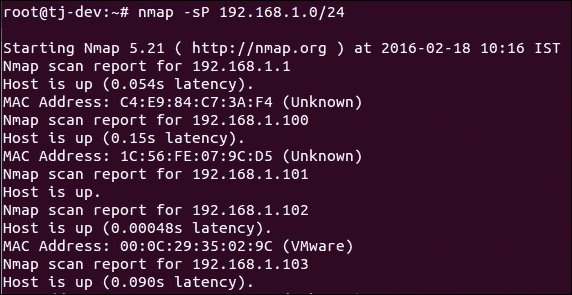 root@tj-dev:~# nmap -sP 192.168.1.0/24
Starting Nmap 5.21 ( http://nmap.org ) at 2016-02-18 10:16 IST
Nmap scan report for 192.168.1.1
Host is up (0.054s latency).
MAC Address: C4:E9:84:C7:3A:F4 (Unknown)
Nmap scan report for 192.168.1.100
Host is up (0.15s latency).
MAC Address: 1C:56:FE:07:9C:D5 (Unknown)
Nmap scan report for 192.168.1.101
Host is up.
Nmap scan report for 192.168.1.102
Host is up (0.00048s latency).
MAC Address: 00:0C:29:35:02:9C (VMware)
Nmap scan report for 192.168.1.103
Host is up (0.090s latency).